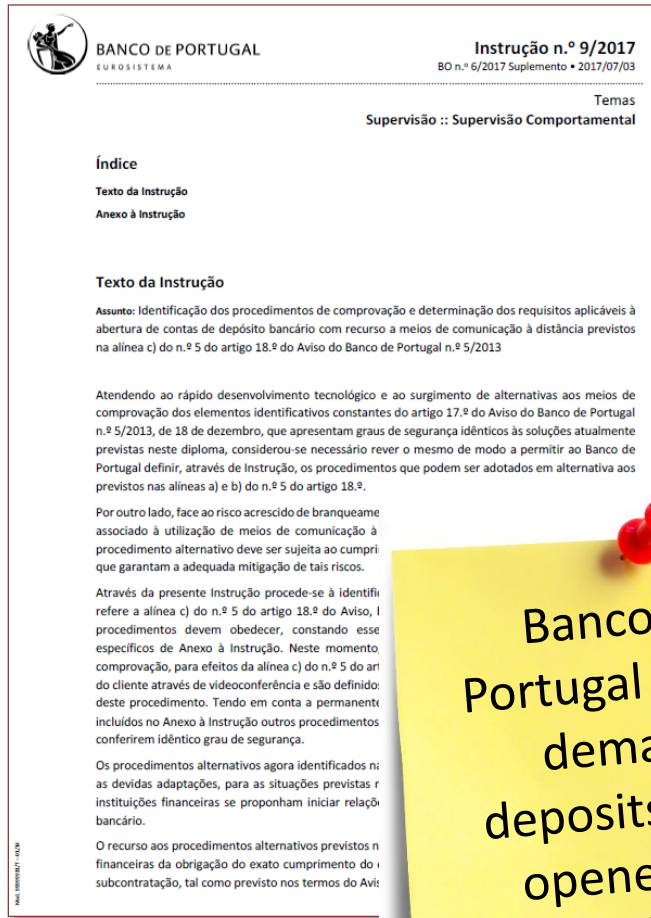 BANCO DE PORTUGAL
EUROSISTEMA
Instrução n.º 9/2017
BO n.º 6/2017 Suplemento • 2017/07/03
Temas
Supervisão :: Supervisão Comportamental
Índice
Texto da Instrução
Anexo à Instrução
Texto da Instrução
Assunto: Identificação dos procedimentos de comprovação e determinação dos requisitos aplicáveis à
abertura de contas de depósito bancário com recurso a meios de comunicação à distância previstos
na alínea c) do n.º 5 do artigo 18.º do Aviso do Banco de Portugal n.º 5/2013
Atendendo ao rápido desenvolvimento tecnológico e ao surgimento de alternativas aos meios de
comprovação dos elementos identificativos constantes do artigo 17.º do Aviso do Banco de Portugal
n.º 5/2013, de 18 de dezembro, que apresentam graus de segurança idênticos às soluções atualmente
previstas neste diploma, considerou-se necessário rever o mesmo de modo a permitir ao Banco de
Portugal definir, através de Instrução, os procedimentos que podem ser adotados em alternativa aos
previstos nas alíneas a) e b) do n.º 5 do artigo 18.º.
Por outro lado, face ao risco acrescido de branqueame
associado à utilização de meios de comunicação à
procedimento alternativo deve ser sujeita ao cumpri
que garantam a adequada mitigação de tais riscos.
Através da presente Instrução procede-se à identific
refere a alínea c) do n.º 5 do artigo 18.º do Aviso,
procedimentos devem obedecer, constando esse
específicos de Anexo à Instrução. Neste momento,
comprovação, para efeitos da alínea c) do n.º 5 do art
do cliente através de videoconferência e são definidos
deste procedimento. Tendo em conta a permanente
incluídos no Anexo à Instrução outros procedimentos
conferirem idêntico grau de segurança.
Os procedimentos alternativos agora identificados na
as devidas adaptações, para as situações previstas n
instituições financeiras se proponham iniciar relaçõe
bancário.
O recurso aos procedimentos alternativos previstos n
financeiras da obrigação do exato cumprimento do
subcontratação, tal como previsto nos termos do Avis
Banco
Portugal
dema
deposits
opene